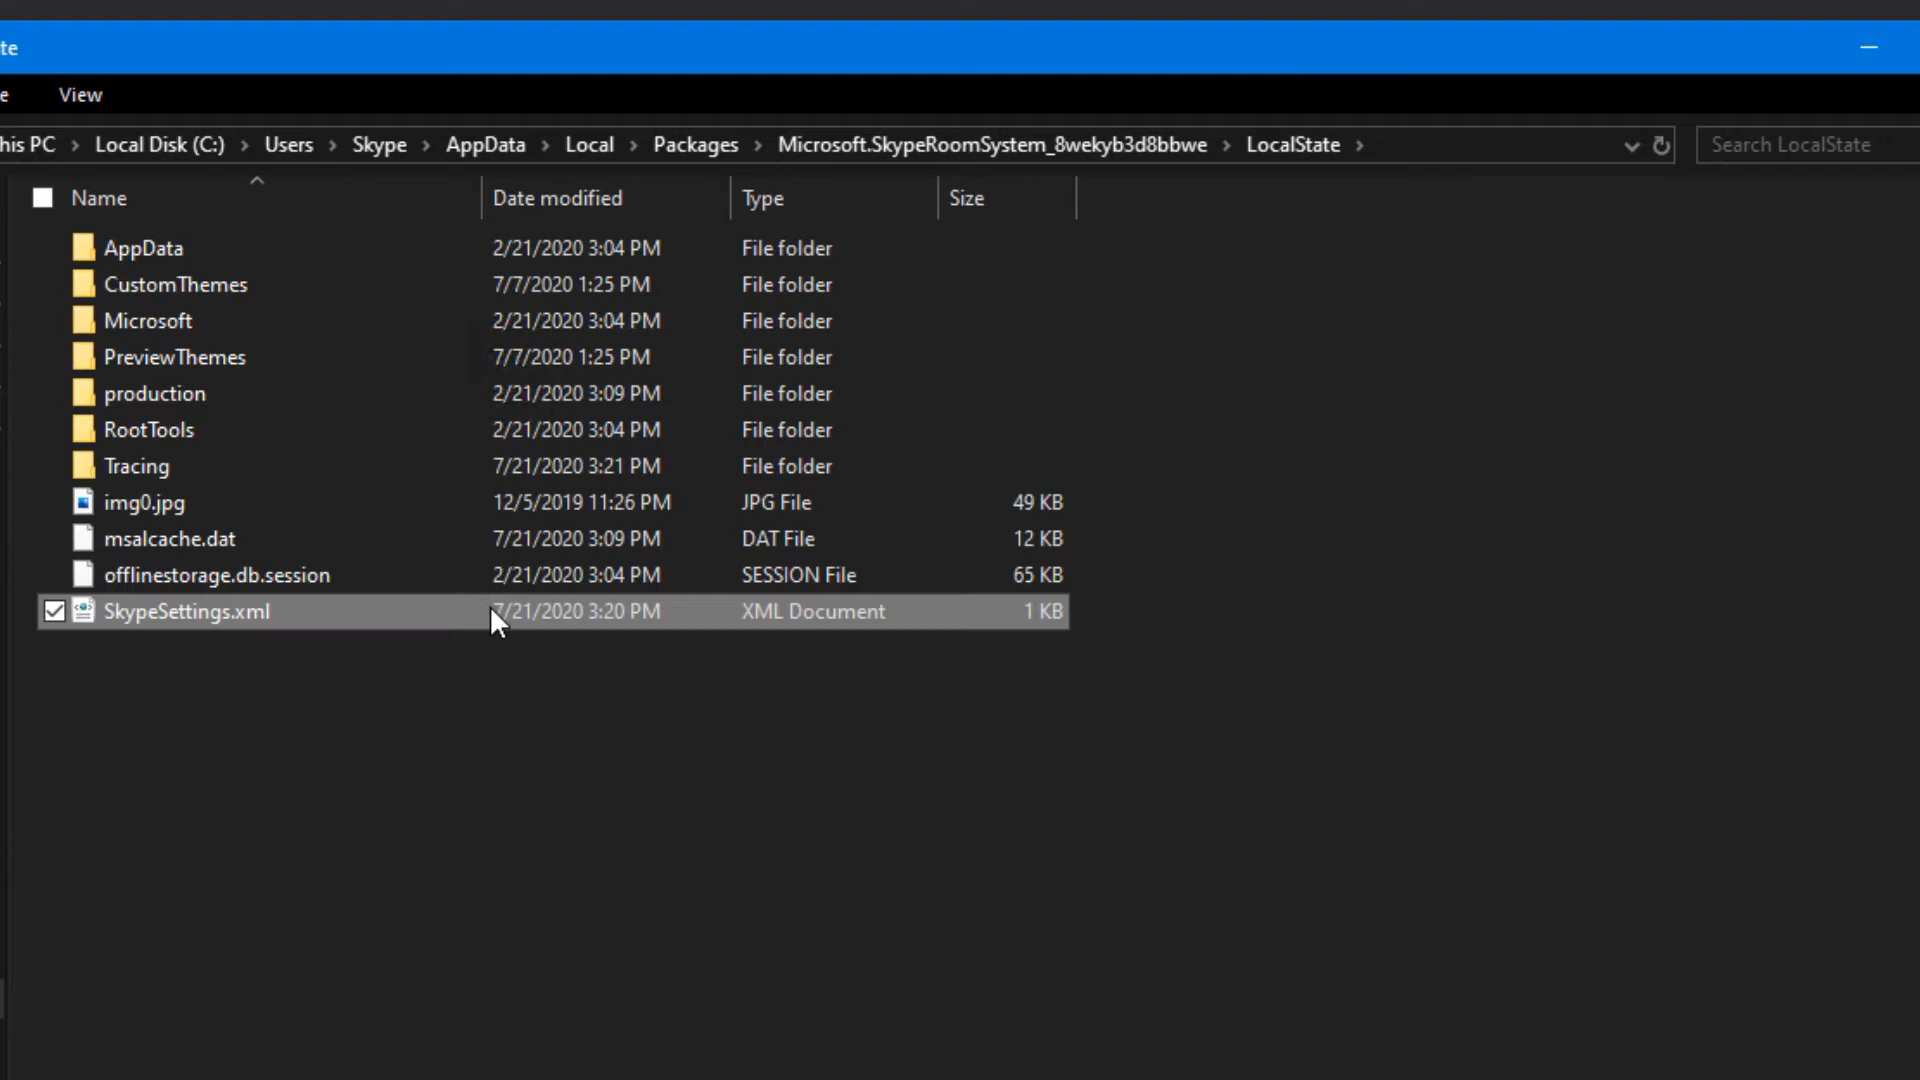 te
e View
his PC > Local Disk (C:) > Users > Skype > AppData > Local > Packages > Microsoft.SkypeRoomSystem_8wekyb3d8bbwe > LocalState > Search LocalState
Name Date modified Type Size
AppData 2/21/2020 3:04 PM File folder
CustomThemes 7/7/2020 1:25 PM File folder
Microsoft 2/21/2020 3:04 PM File folder
PreviewThemes 7/7/2020 1:25 PM File folder
production 2/21/2020 3:09 PM File folder
RootTools 2/21/2020 3:04 PM File folder
Tracing 7/21/2020 3:21 PM File folder
img0.jpg 12/5/2019 11:26 PM JPG File 49 KB
msalcache.dat 7/21/2020 3:09 PM DAT File 12 KB
offlinestorage.db.session 2/21/2020 3:04 PM SESSION File 65 KB
SkypeSettings.xml 7/21/2020 3:20 PM XML Document 1 KB